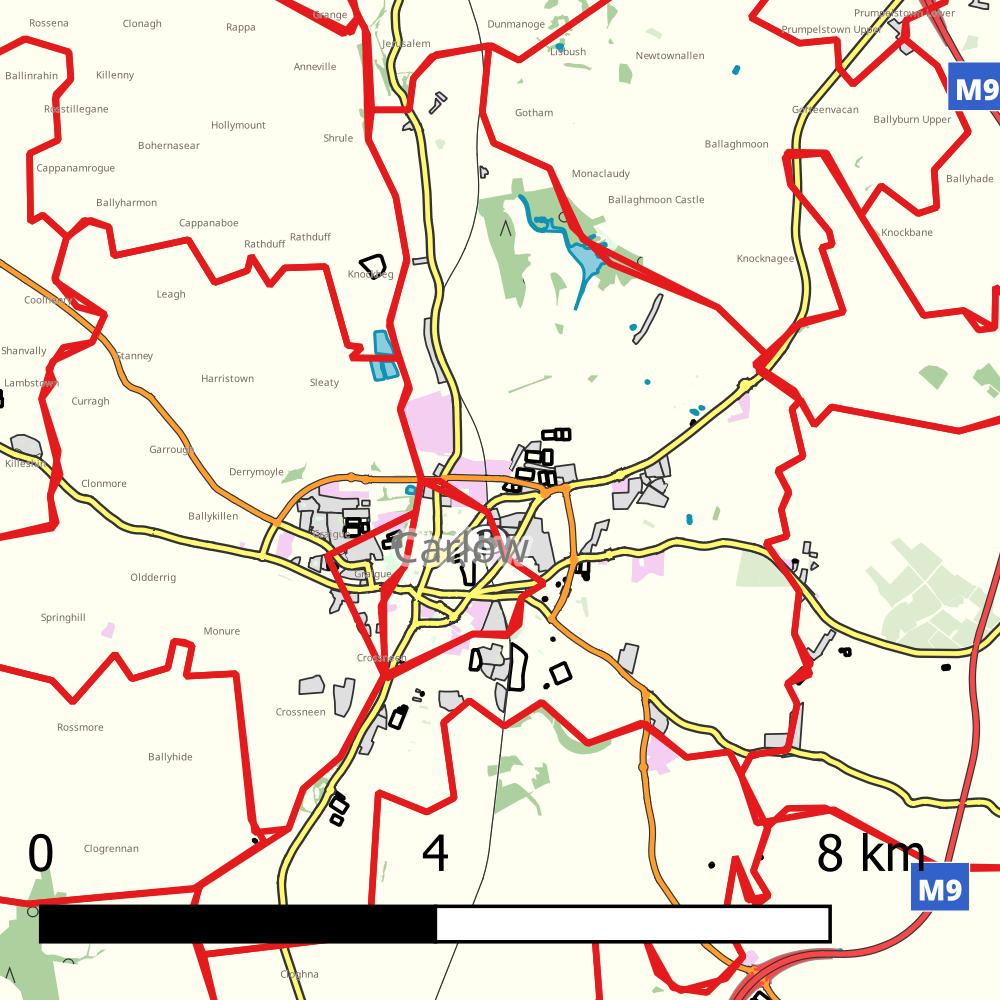 Rossena
Clonagh
Rappa
Grange
Dunmanoge
Prumpelstown Lower
Prumpelstown Upper
Jerusalem
Lisbush
Newtownallen
Ballinrahin
Killenny
Anneville
M9
Roastillegane
Gotham
Gotteenvacan
Ballyburn Upper
Hollymount
Shrule
Bohernasear
Ballaghmoon
Cappanamrogue
Monaclaudy
Ballyhade
Ballyharmon
Ballaghmoon Castle
Cappanaboe
Rathduff
Rathduff
Knockbane
Knocknagee
Knockbeg
Coolhenry
Leagh
Shanvally
Stanney
Lambstown
Harristown
Sleaty
Curragh
Garrough
Killeshin
Derrymoyle
Clonmore
Ballykillen
Graigue
Carlow
Oldderrig
Graigue
Springhill
Monure
Crossneen
Crossneen
Rossmore
Ballyhide
Clogrennan
0
4
8 km
M9
Cloghna